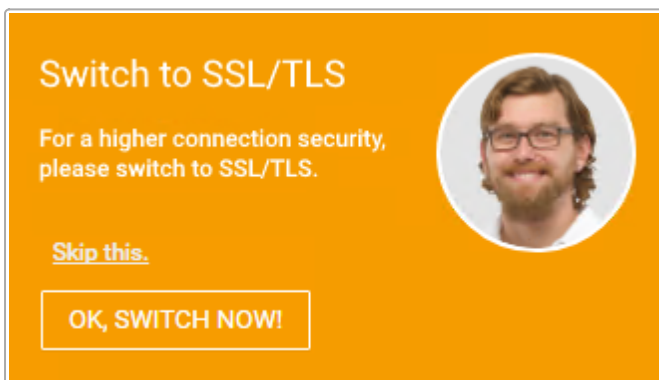 Switch to SSL/TLS
For a higher connection security,
please switch to SSL/TLS.
Skip this.
OK, SWITCH NOW!